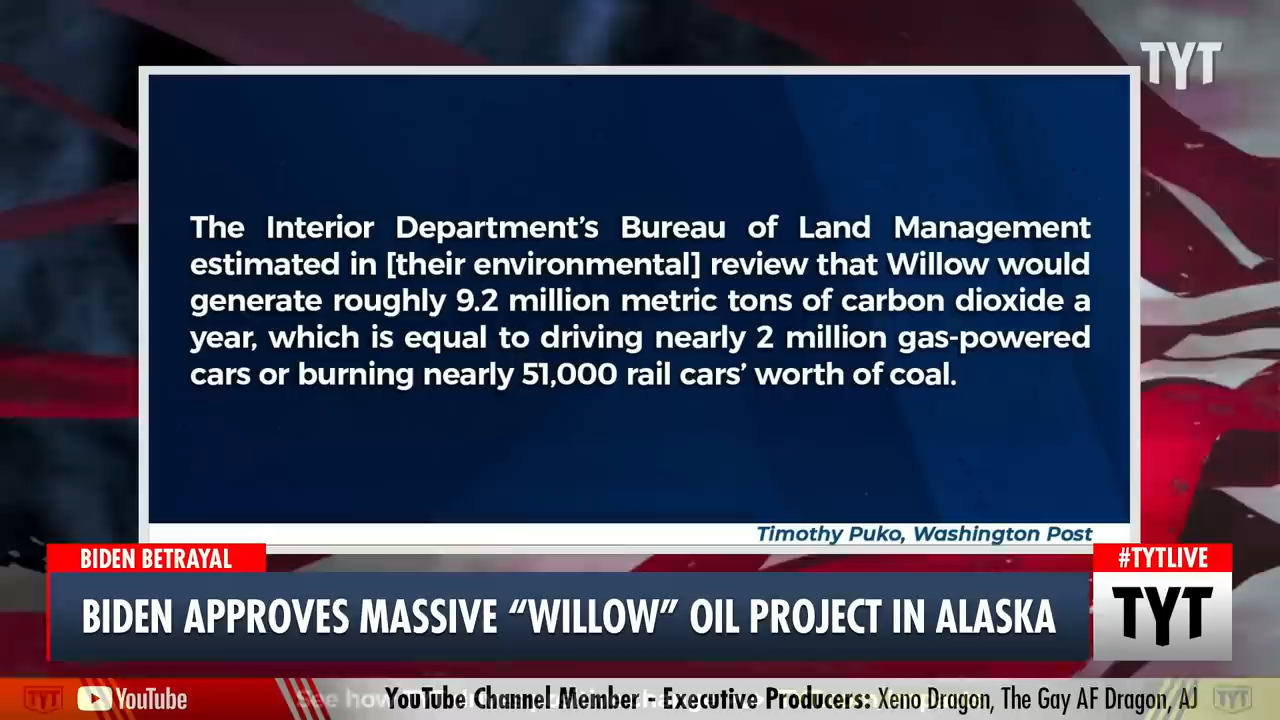 TYT
The Interior Department’s Bureau of Land Management
estimated in [their environmental] review that Willow would
generate roughly 9.2 million metric tons of carbon dioxide a
year, which is equal to driving nearly 2 million gas-powered
cars or burning nearly 51,000 rail cars’ worth of coal.
Timothy Puko, Washington Post
BIDEN BETRAYAL
#TYTLIVE
BIDEN APPROVES MASSIVE “WILLOW” OIL PROJECT IN ALASKA
TYT
TYT
YouTube
See how
YouTube Channel Member - Executive Producers: Xeno Dragon, The Gay AF Dragon, AJ
TYT